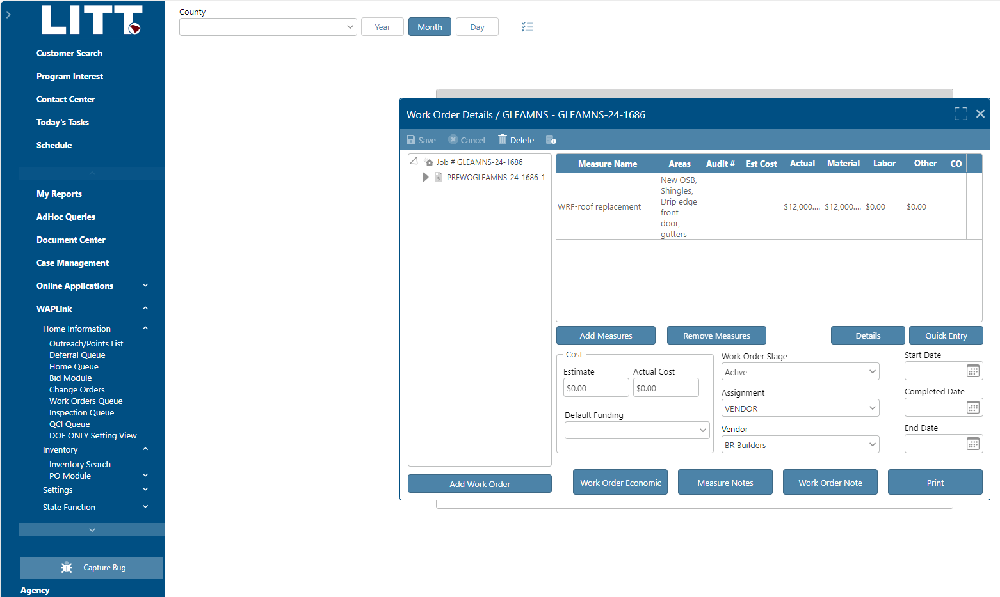 LITT
Customer Search
Program Interest
Contact Center
Today's Tasks
Schedule
My Reports
AdHoc Queries
Document Center
Case Management
Online Applications
WAPLink
Home Information
Outreach/Points List
Deferral Queue
Home Queue
Bid Module
Change Orders
Work Orders Queue
Inspection Queue
QCI Queue
DOE ONLY Setting View
Inventory
Inventory Search
PO Module
Settings
State Function
Capture Bug
Agency
County
Year Month Day
Work Order Details / GLEAMNS - GLEAMNS-24-1686
Save Cancel Delete
Job # GLEAMNS-24-1686
PREWOGLEAMNS-24-1686-1
Add Work Order
Measure Name Areas Audit # Est Cost Actual Material Labor Other CO
WRF-roof replacement
New OSB,
Shingles,
Drip edge
front
door,
gutters
$12,000.... $12,000.... $0.00 $0.00
Add Measures Remove Measures Details Quick Entry
Cost
Estimate Actual Cost
$0.00 $0.00
Default Funding
Work Order Stage
Active
Assignment
VENDOR
Vendor
BR Builders
Start Date
Completed Date
End Date
Work Order Economic Measure Notes Work Order Note Print